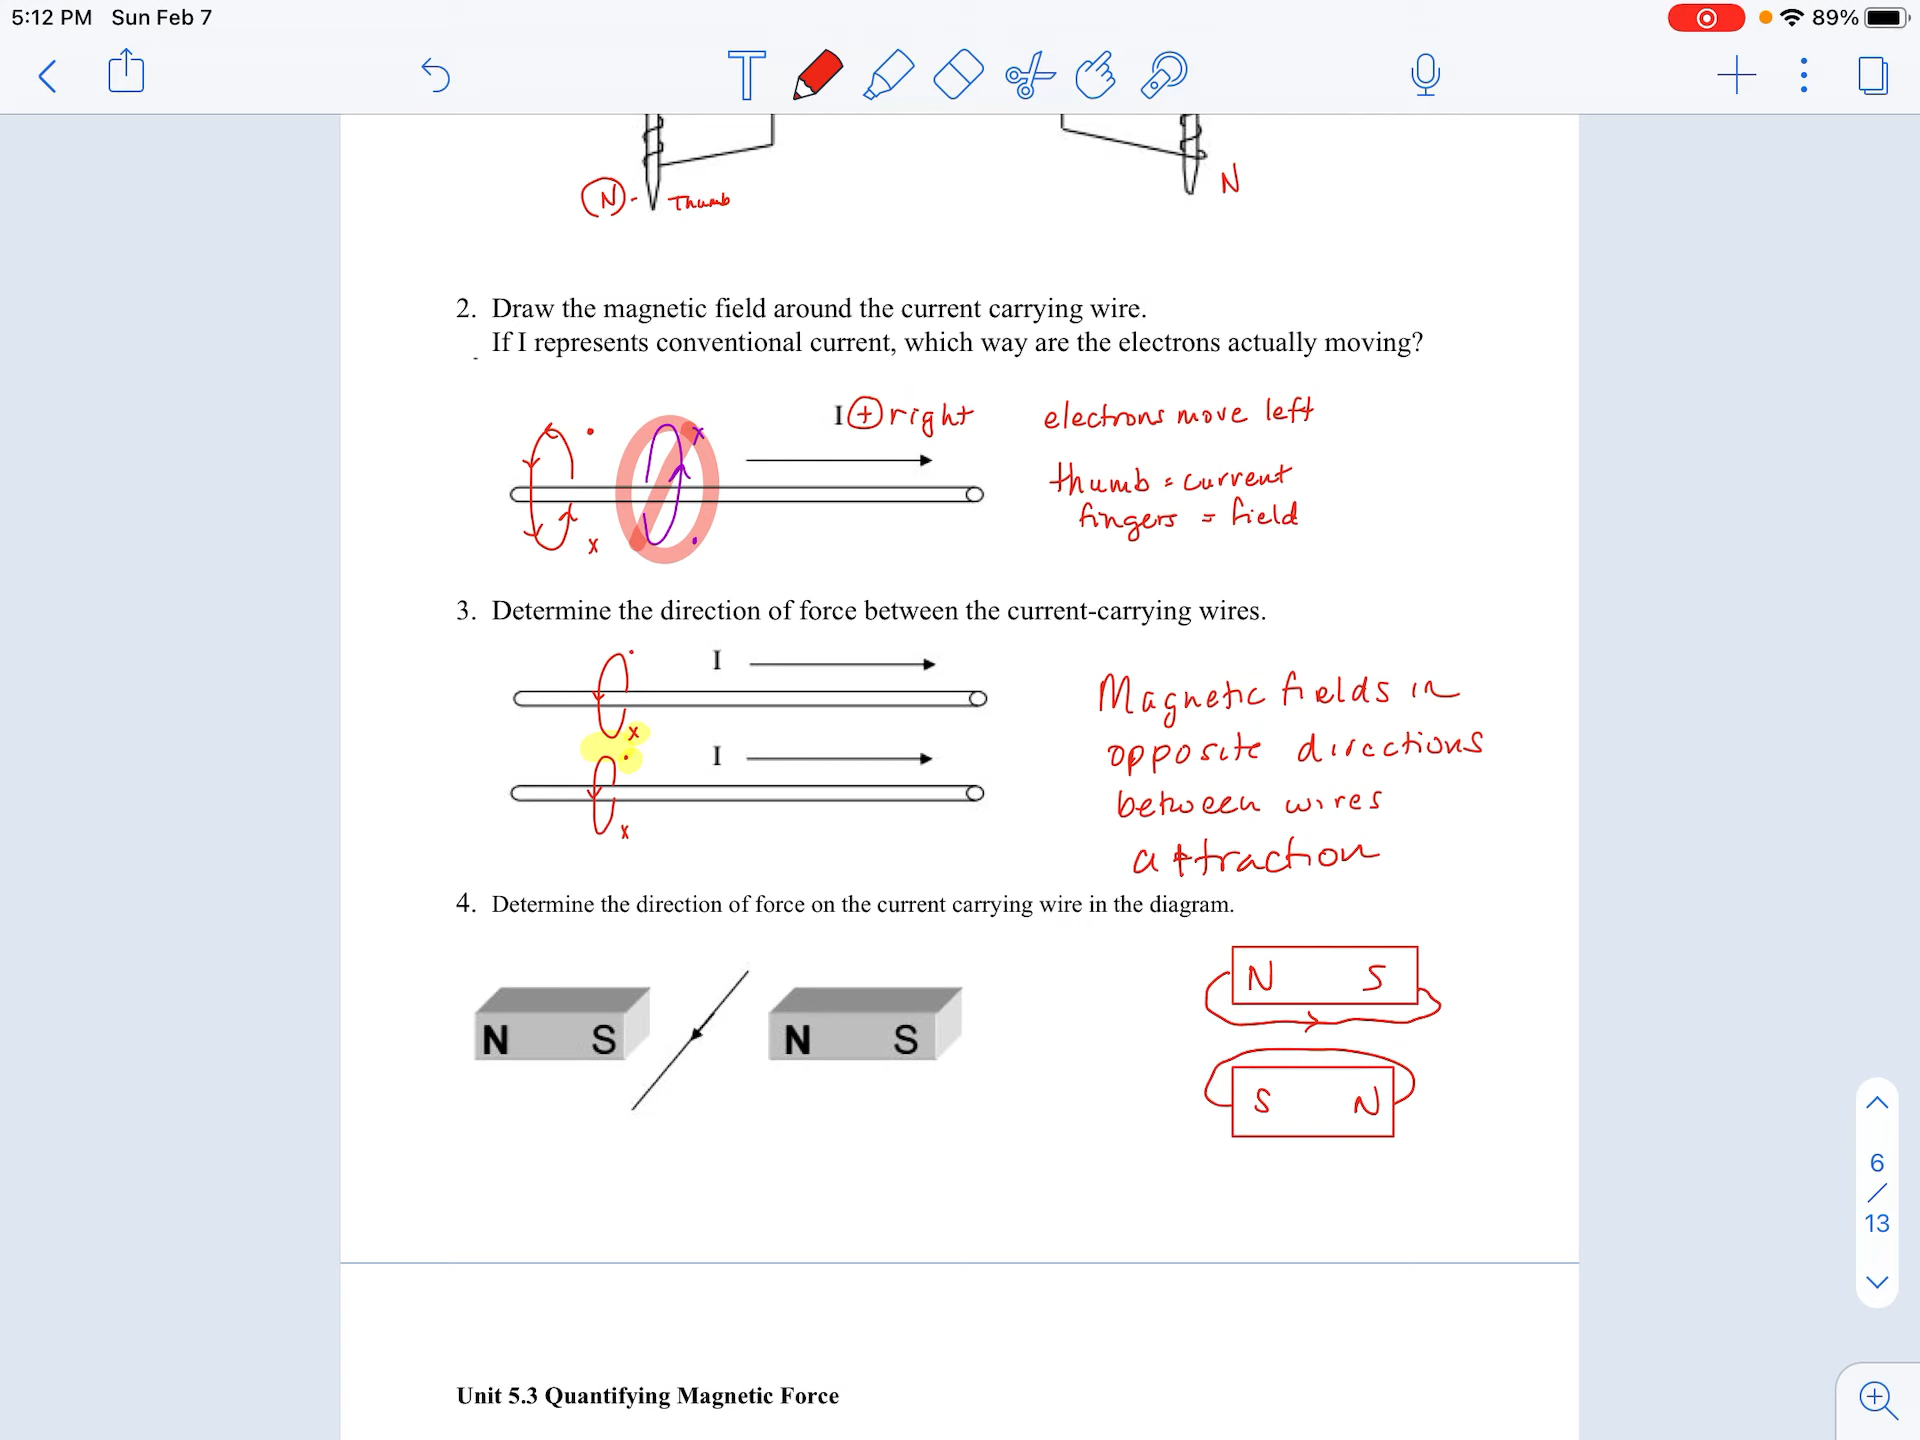 5:12 PM Sun Feb 7
89%
T
N
Thumb
N
2. Draw the magnetic field around the current carrying wire.
If I represents conventional current, which way are the electrons actually moving?
I + right
electrons move left
x
thumb = current
fingers = field
x
3. Determine the direction of force between the current-carrying wires.
I
Magnetic fields in
x
opposite directions
I
between wires
x
attraction
4. Determine the direction of force on the current carrying wire in the diagram.
N S
N S
N S
S N
6
/
13
Unit 5.3 Quantifying Magnetic Force